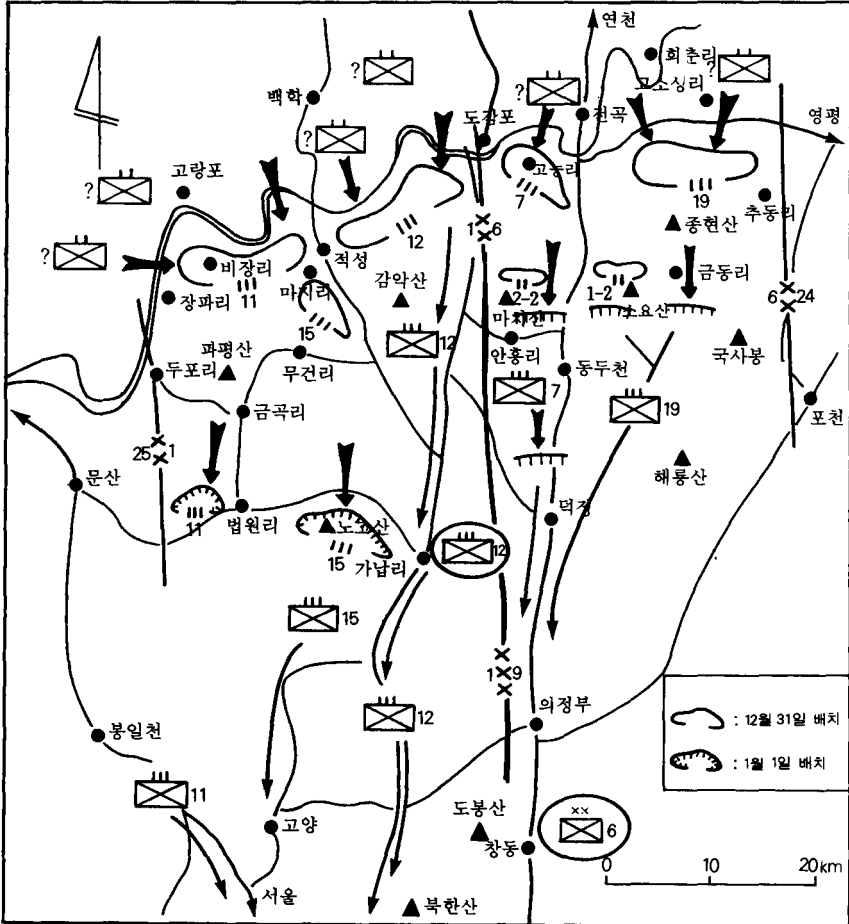 연천
회춘리
?
?
고소성리
백학
전곡
도감포
영평
?
고랑포
고능리
7
19
?
12
1 6
추동리
종현산
?
비장리
11
적성
마지리
장파리
감악산
15
2-2
마차산
1-2
소요산
금동리
6 24
12
안흥리
국사봉
무건리
파평산
두포리
동두천
7
19
포천
금곡리
25 1
해룡산
문산
11
법원리
노고산
15
가납리
12
덕정
15
1 9
12
의정부
: 12월 31일 배치
: 1월 1일 배치
봉일천
11
고양
도봉산
창동
6
서울
북한산
0 10 20 km